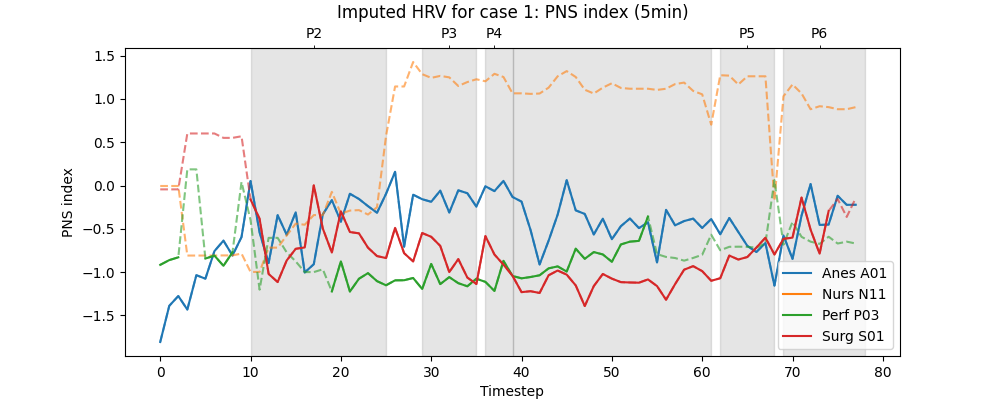 Imputed HRV for case 1: PNS index (5min)
P2 P3 P4 P5 P6
1.5
1.0
0.5
0.0
−0.5
−1.0
−1.5
PNS index
0 10 20 30 40 50 60 70 80
Timestep
Anes A01
Nurs N11
Perf P03
Surg S01